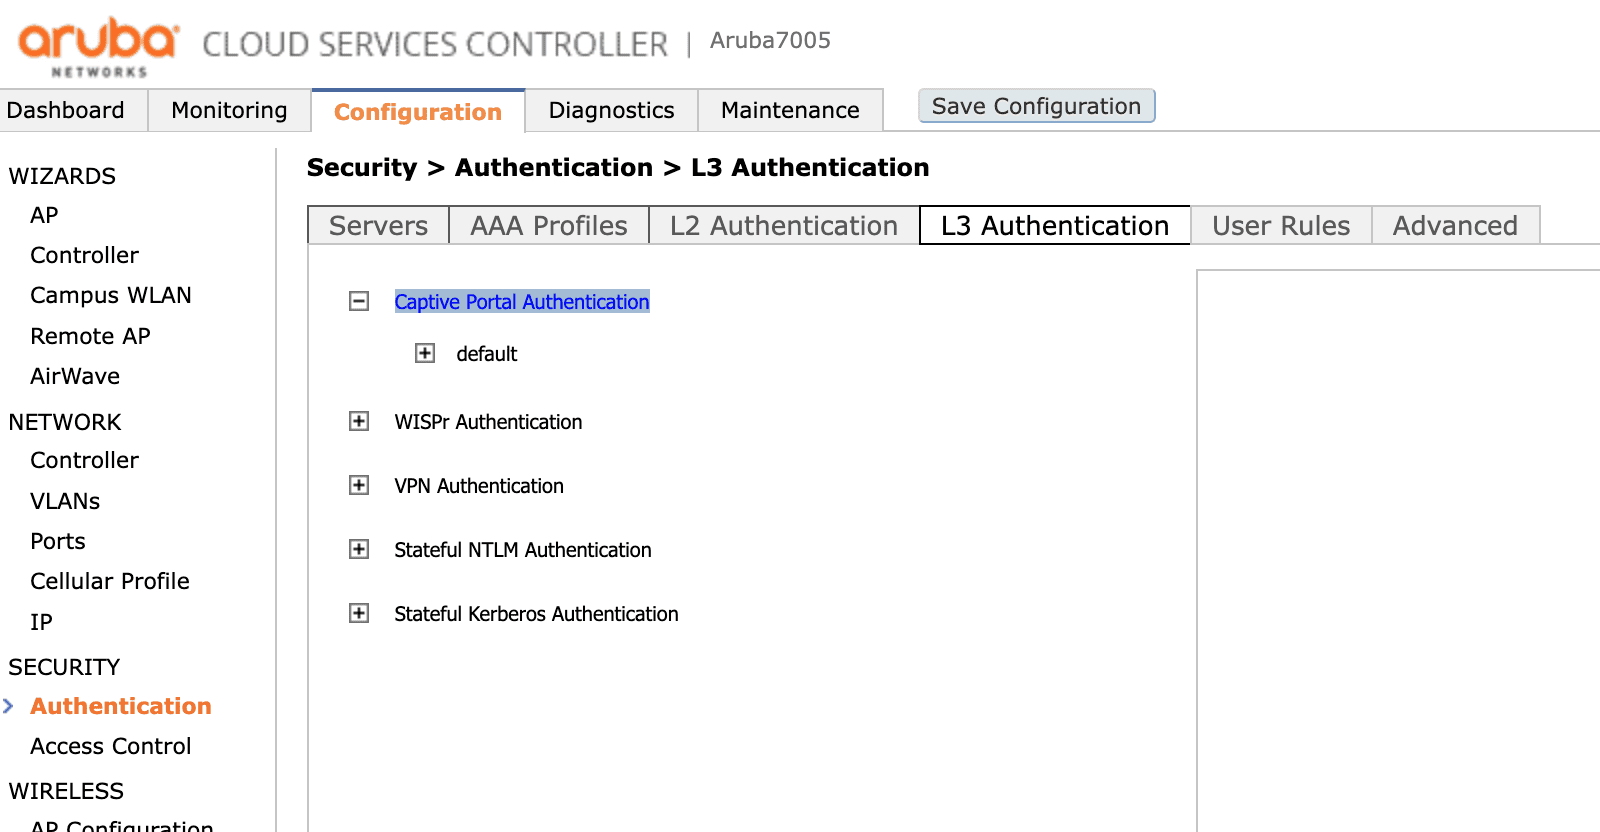 aruba NETWORKS CLOUD SERVICES CONTROLLER | Aruba7005
Dashboard Monitoring Configuration Diagnostics Maintenance Save Configuration
WIZARDS
AP
Controller
Campus WLAN
Remote AP
AirWave
NETWORK
Controller
VLANs
Ports
Cellular Profile
IP
SECURITY
Authentication
Access Control
WIRELESS
AP Configuration
Security > Authentication > L3 Authentication
Servers AAA Profiles L2 Authentication L3 Authentication User Rules Advanced
Captive Portal Authentication
default
WISPr Authentication
VPN Authentication
Stateful NTLM Authentication
Stateful Kerberos Authentication